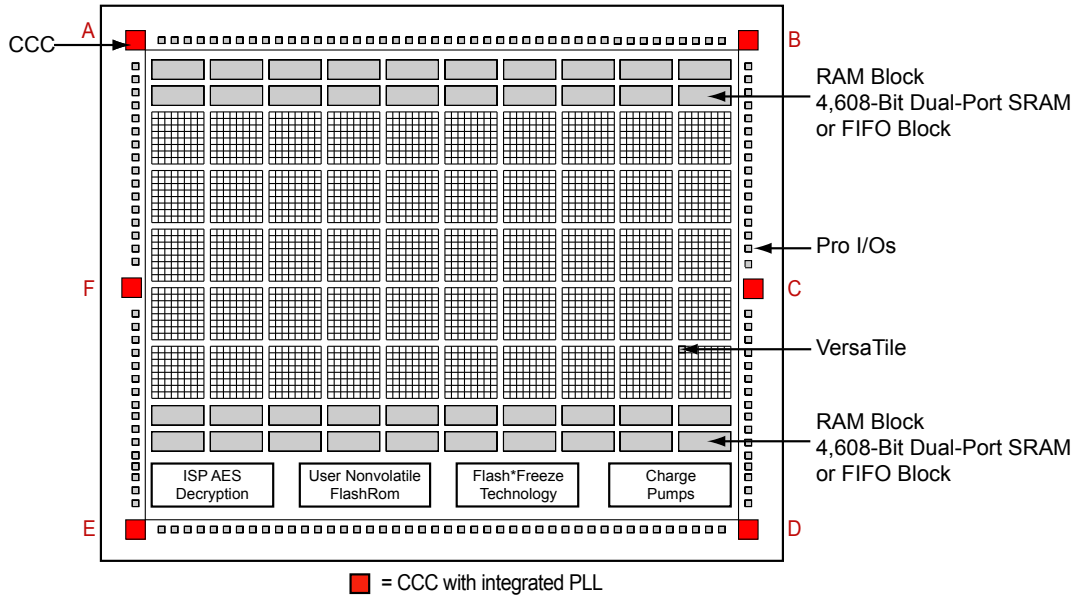 A
CCC
B
RAM Block
4,608-Bit Dual-Port SRAM
or FIFO Block
Pro I/Os
F
C
VersaTile
RAM Block
4,608-Bit Dual-Port SRAM
or FIFO Block
ISP AES
Decryption
User Nonvolatile
FlashRom
Flash*Freeze
Technology
Charge
Pumps
E
D
= CCC with integrated PLL